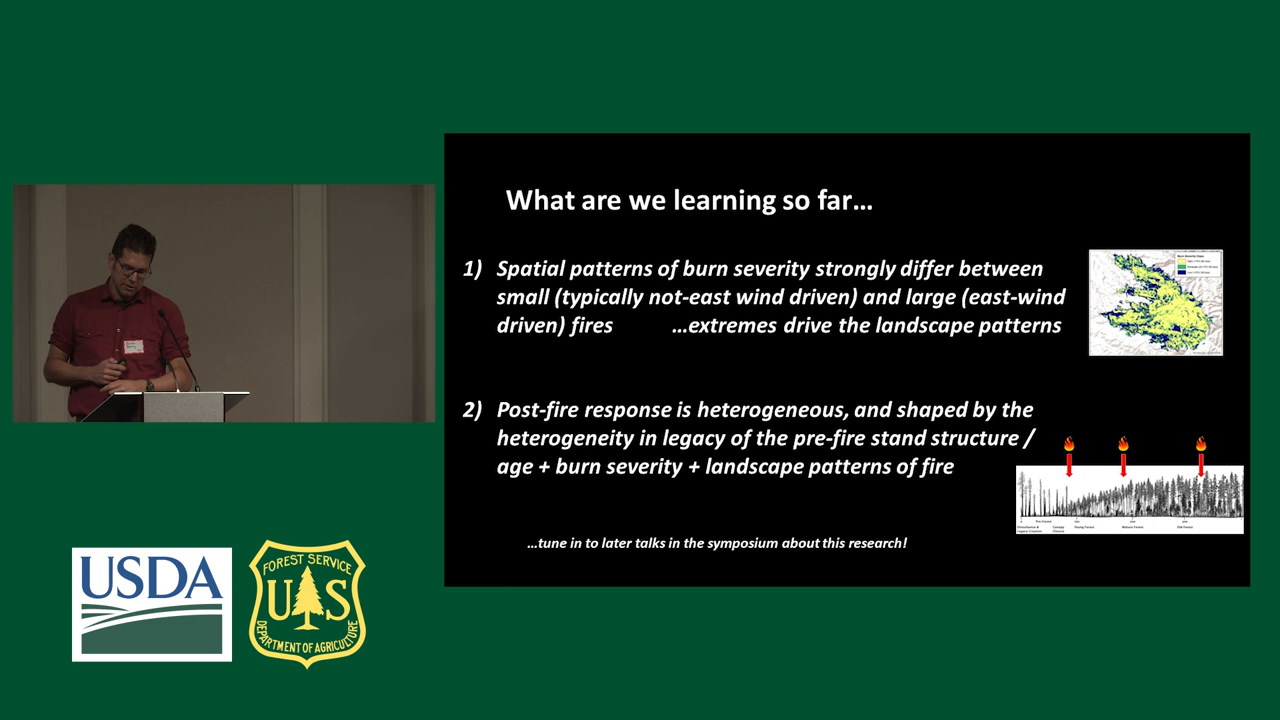 What are we learning so far...
1) Spatial patterns of burn severity strongly differ between
small (typically not-east wind driven) and large (east-wind
driven) fires ...extremes drive the landscape patterns
2) Post-fire response is heterogeneous, and shaped by the
heterogeneity in legacy of the pre-fire stand structure /
age + burn severity + landscape patterns of fire
...tune in to later talks in the symposium about this research!
USDA
FOREST SERVICE
U S
DEPARTMENT OF AGRICULTURE